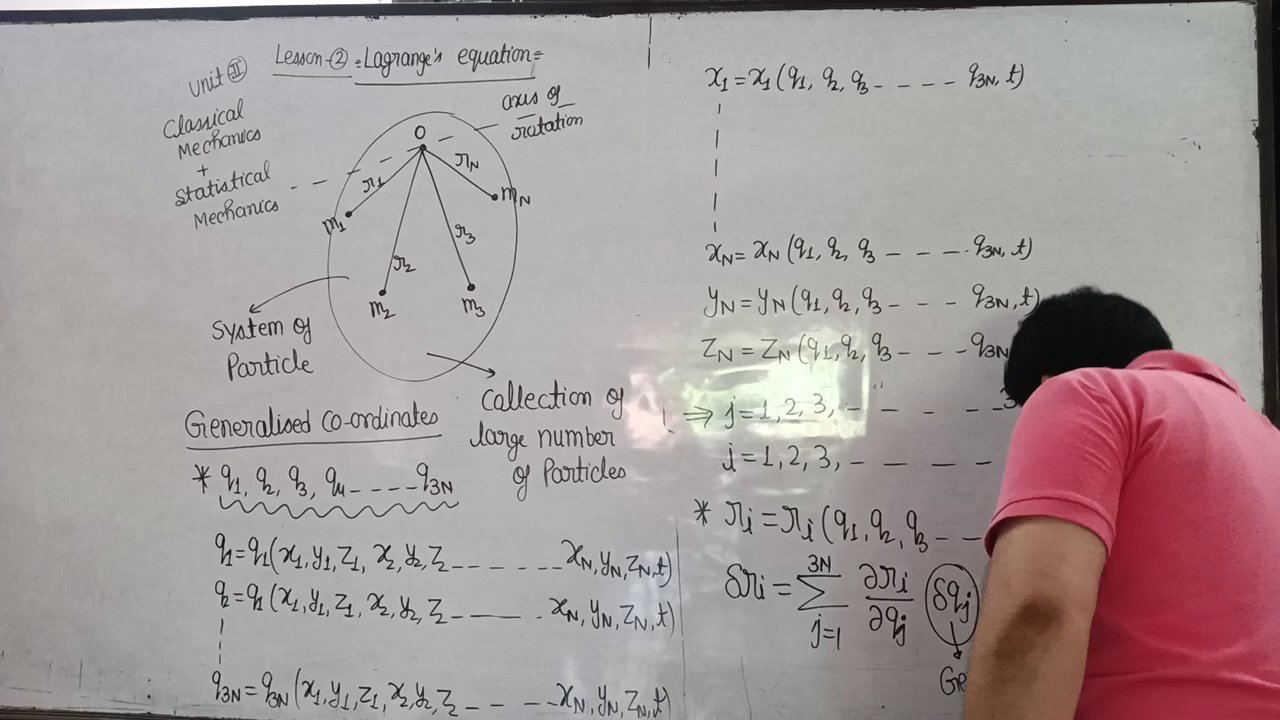 Lesson-② = Lagrange's equation=
Unit Ⅱ
Classical
Mechanics
+
Statistical
Mechanics
axis of
rotation
O
r₁
r_N
m₁
m_N
r₂
r₃
m₂
m₃
System of
Particle
Collection of
large number
of Particles
Generalised Co-ordinates
* q₁, q₂, q₃, q₄ - - - - q₃N
q₁=q₁(x₁, y₁, z₁, x₂, y₂, z₂ - - - - - - x_N, y_N, z_N, t)
q₂=q₂(x₁, y₁, z₁, x₂, y₂, z₂ - - - - x_N, y_N, z_N, t)
q₃N=q₃N(x₁, y₁, z₁, x₂, y₂, z₂ - - - - x_N, y_N, z_N, t)
x₁=x₁(q₁, q₂, q₃ - - - - - q₃N, t)
x_N=x_N(q₁, q₂, q₃ - - - - q₃N, t)
y_N=y_N(q₁, q₂, q₃ - - - q₃N, t)
z_N=z_N(q₁, q₂, q₃ - - - q₃N
⇒ j=1, 2, 3, - - - - - 3
i=1, 2, 3, - - - -
* r_i=r_i(q₁, q₂, q₃ - -
δr_i = 3N∑j=1 ∂r_i/∂q_j δq_j